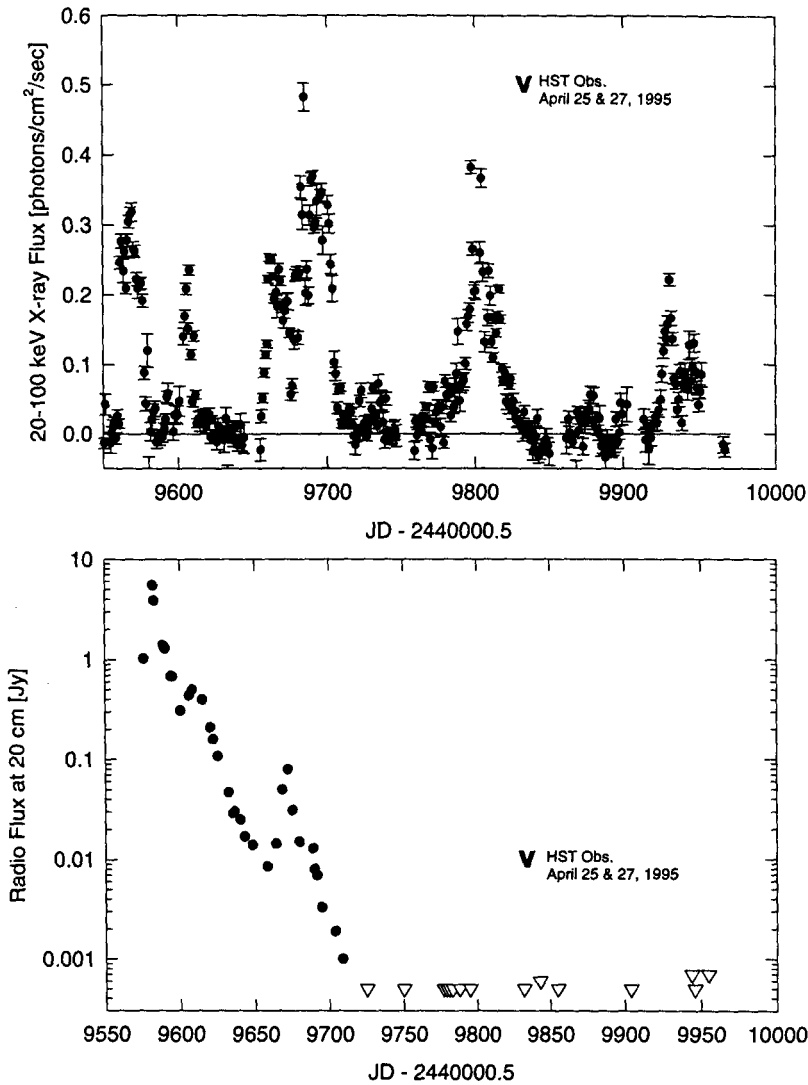 20-100 keV X-ray Flux [photons/cm²/sec]
0.6
0.5
0.4
0.3
0.2
0.1
0.0
V HST Obs.
April 25 & 27, 1995
9600 9700 9800 9900 10000
JD - 2440000.5
Radio Flux at 20 cm [Jy]
10
1
0.1
0.01
0.001
V HST Obs.
April 25 & 27, 1995
9550 9600 9650 9700 9750 9800 9850 9900 9950 10000
JD - 2440000.5